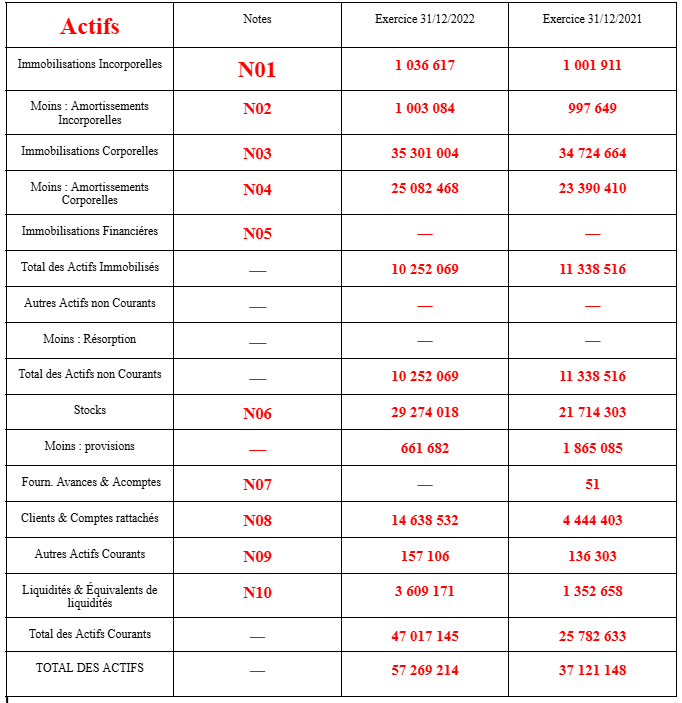 Actifs Notes Exercice 31/12/2022 Exercice 31/12/2021
Immobilisations Incorporelles N01 1 036 617 1 001 911
Moins : Amortissements
Incorporelles N02 1 003 084 997 649
Immobilisations Corporelles N03 35 301 004 34 724 664
Moins : Amortissements
Corporelles N04 25 082 468 23 390 410
Immobilisations Financiéres N05 — —
Total des Actifs Immobilisés — 10 252 069 11 338 516
Autres Actifs non Courants — — —
Moins : Résorption — — —
Total des Actifs non Courants — 10 252 069 11 338 516
Stocks N06 29 274 018 21 714 303
Moins : provisions — 661 682 1 865 085
Fourn. Avances & Acomptes N07 — 51
Clients & Comptes rattachés N08 14 638 532 4 444 403
Autres Actifs Courants N09 157 106 136 303
Liquidités & Équivalents de
liquidités N10 3 609 171 1 352 658
Total des Actifs Courants — 47 017 145 25 782 633
TOTAL DES ACTIFS — 57 269 214 37 121 148